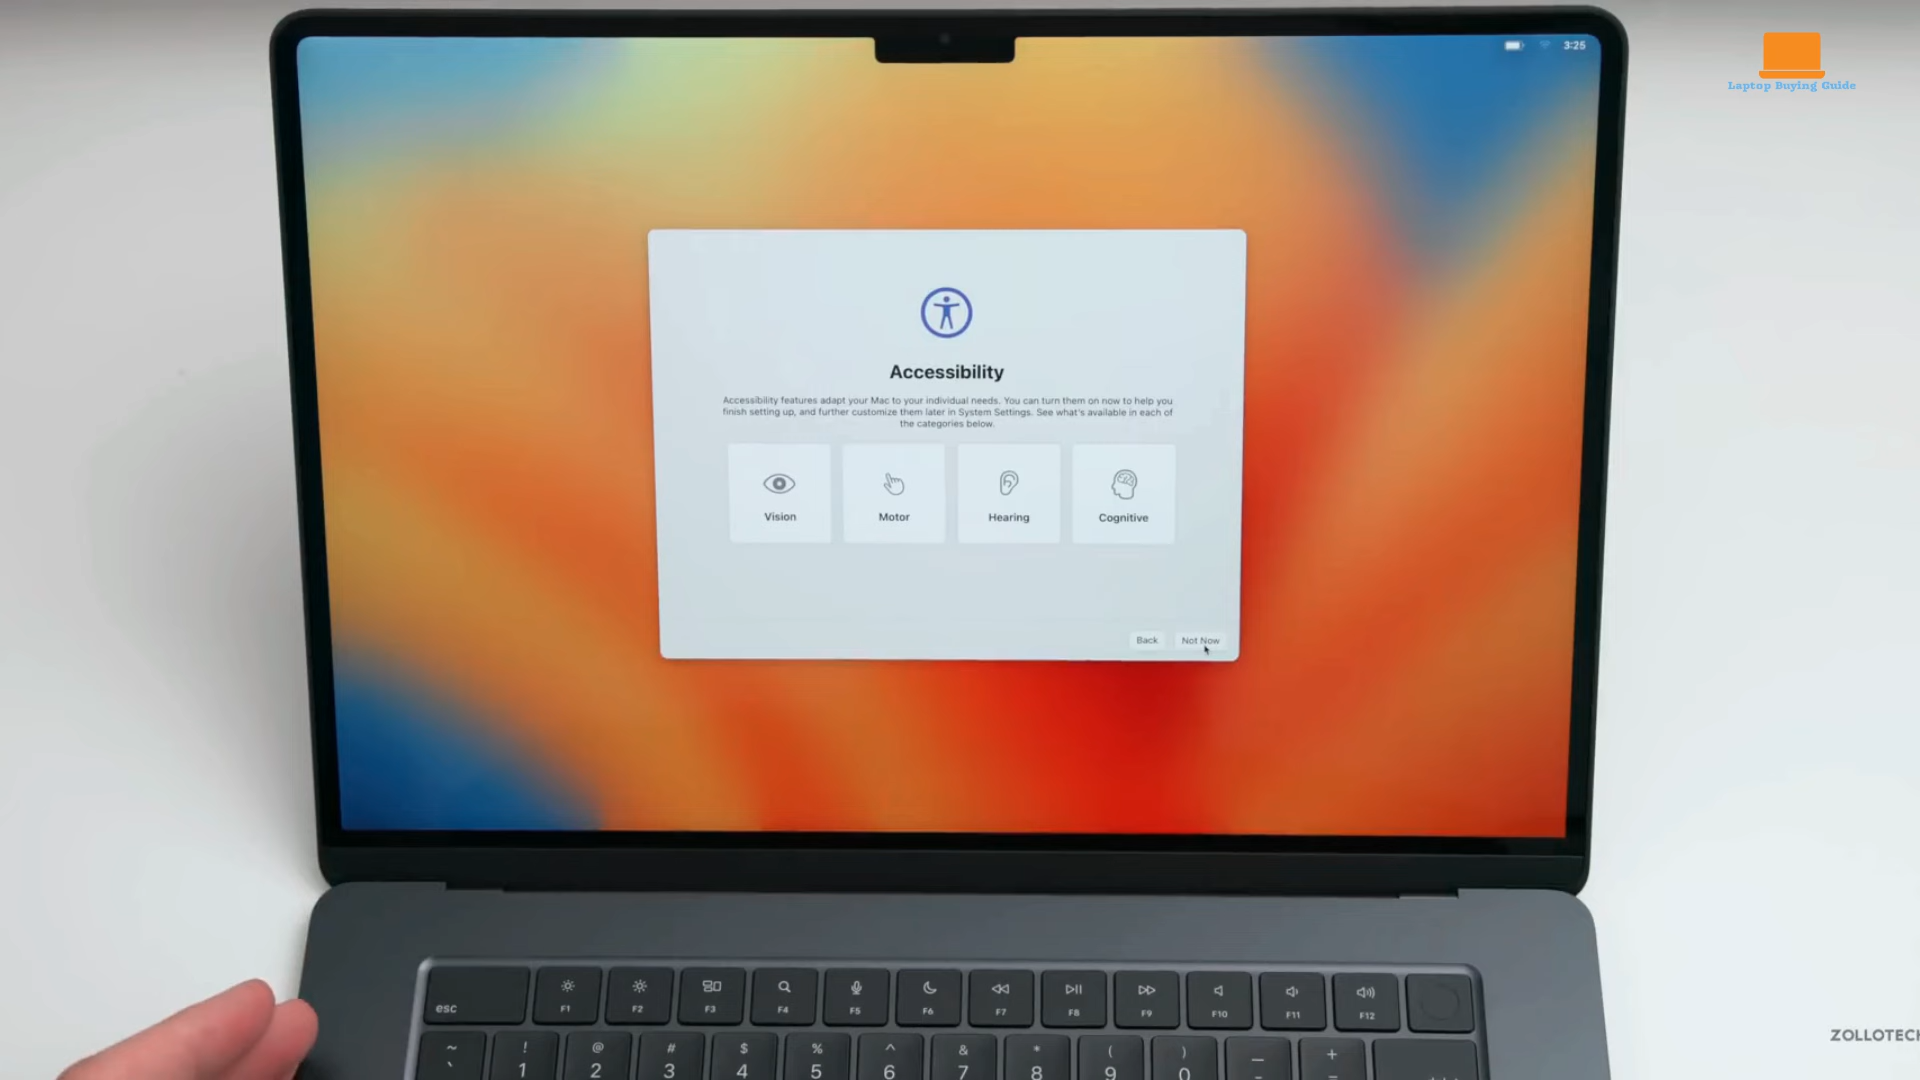 3:25
Laptop Buying Guide
Accessibility
Accessibility features adapt your Mac to your individual needs. You can turn them on now to help you
finish setting up, and further customize them later in System Settings. See what's available in each of
the categories below.
Vision
Motor
Hearing
Cognitive
Back
Not Now
esc
F1
F2
F3
F4
F5
F6
F7
F8
F9
F10
F11
F12
ZOLLOTECH
~ ! @ # $ % ^ & * ( ) _ +
` 1 2 3 4 5 6 7 8 9 0 - =